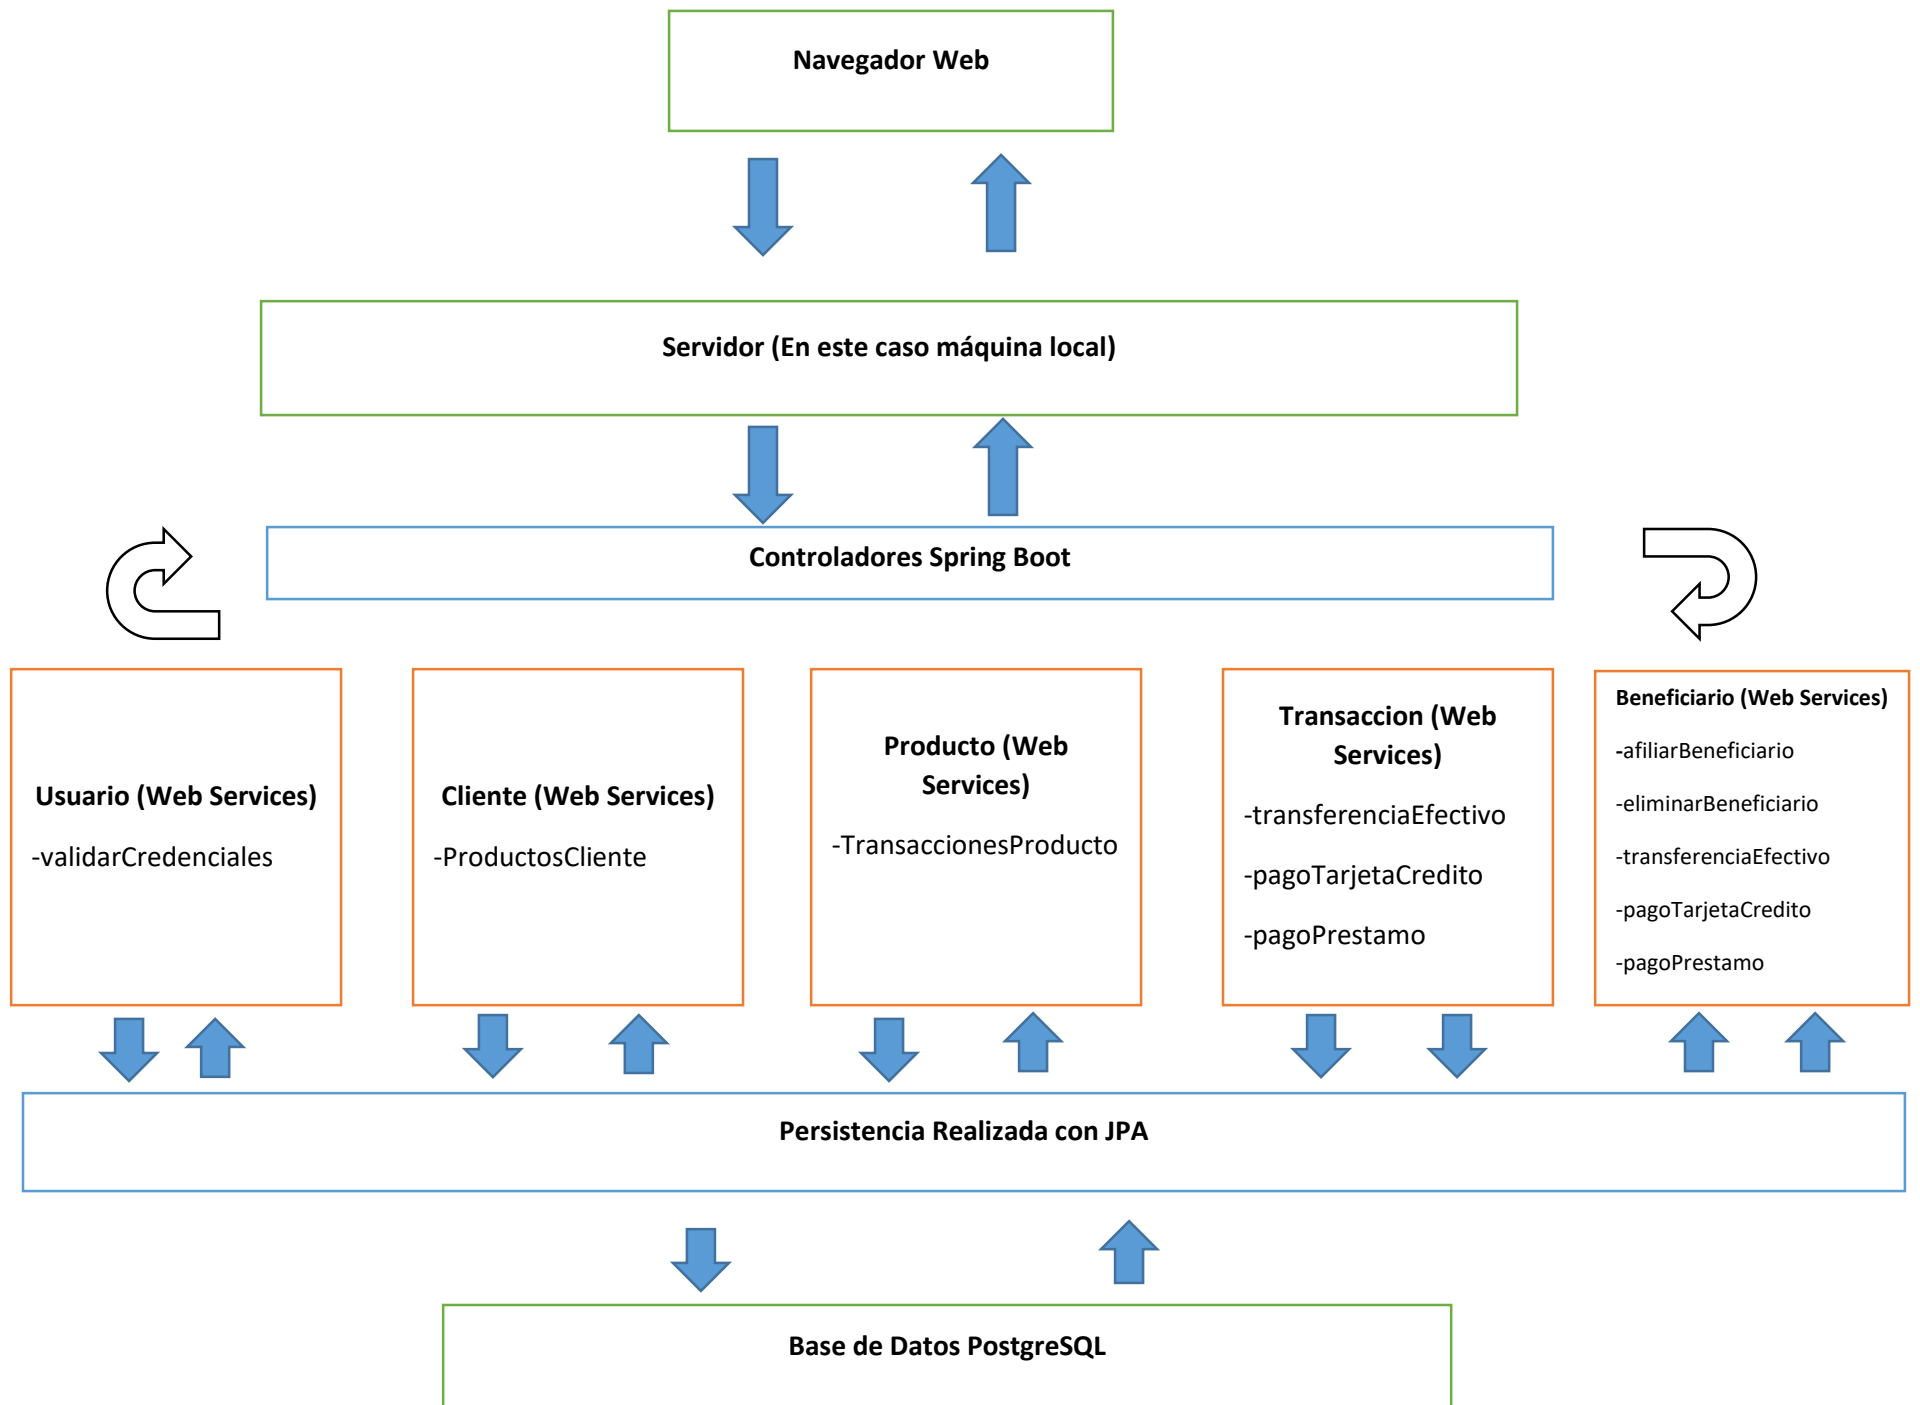 Navegador Web
Servidor (En este caso máquina local)
Controladores Spring Boot
Usuario (Web Services)
-validarCredenciales
Cliente (Web Services)
-ProductosCliente
Producto (Web
Services)
-TransaccionesProducto
Transaccion (Web
Services)
-transferenciaEfectivo
-pagoTarjetaCredito
-pagoPrestamo
Beneficiario (Web Services)
-afiliarBeneficiario
-eliminarBeneficiario
-transferenciaEfectivo
-pagoTarjetaCredito
-pagoPrestamo
Persistencia Realizada con JPA
Base de Datos PostgreSQL